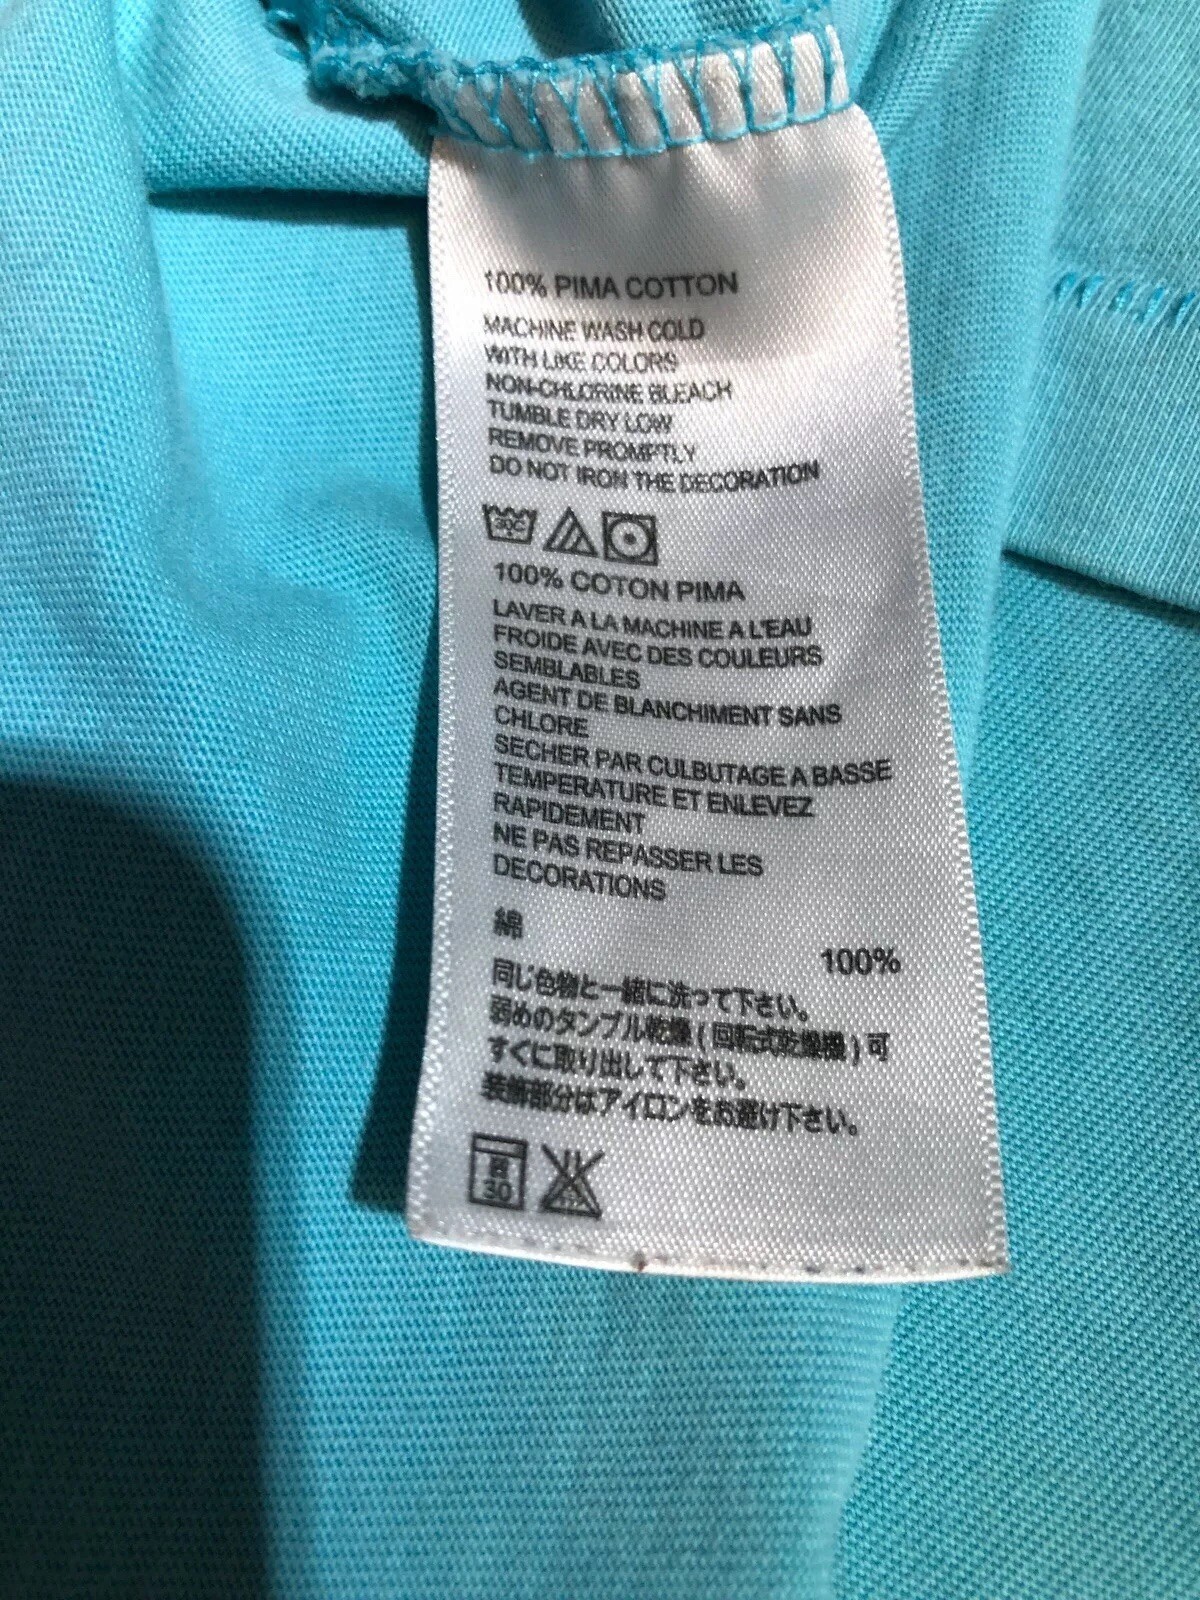 100% PIMA COTTON
MACHINE WASH COLD
WITH LIKE COLORS
NON-CHLORINE BLEACH
TUMBLE DRY LOW
REMOVE PROMPTLY
DO NOT IRON THE DECORATION
30C
100% COTON PIMA
LAVER A LA MACHINE A L'EAU
FROIDE AVEC DES COULEURS
SEMBLABLES
AGENT DE BLANCHIMENT SANS
CHLORE
SECHER PAR CULBUTAGE A BASSE
TEMPERATURE ET ENLEVEZ
RAPIDEMENT
NE PAS REPASSER LES
DECORATIONS
綿 100%
同じ色物と一緒に洗って下さい。
弱めのタンブル乾燥(回転式乾燥機)可
すぐに取り出して下さい。
装飾部分はアイロンをお避け下さい。
30